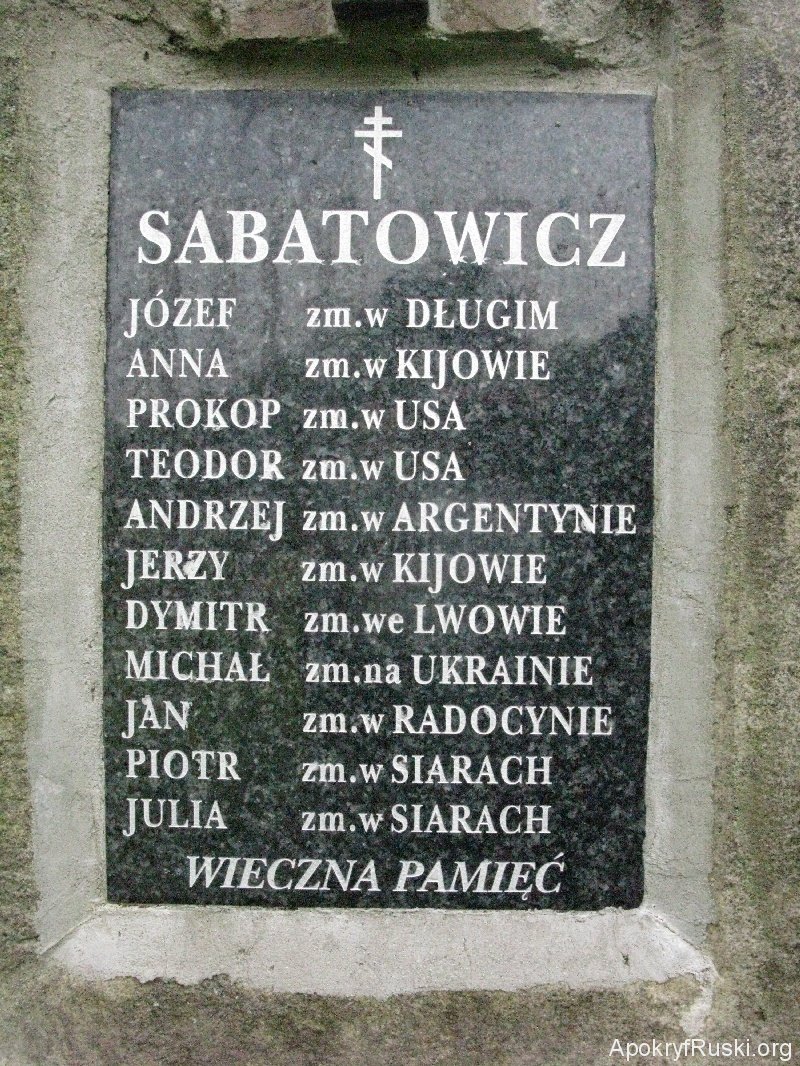 SABATOWICZ
JÓZEF zm.w DŁUGIM
ANNA zm.w KIJOWIE
PROKOP zm.w USA
TEODOR zm.w USA
ANDRZEJ zm.w ARGENTYNIE
JERZY zm.w KIJOWIE
DYMITR zm.we LWOWIE
MICHAŁ zm.na UKRAINIE
JAN zm.w RADOCYNIE
PIOTR zm.w SIARACH
JULIA zm.w SIARACH
WIECZNA PAMIĘĆ
ApokryfRuski.org